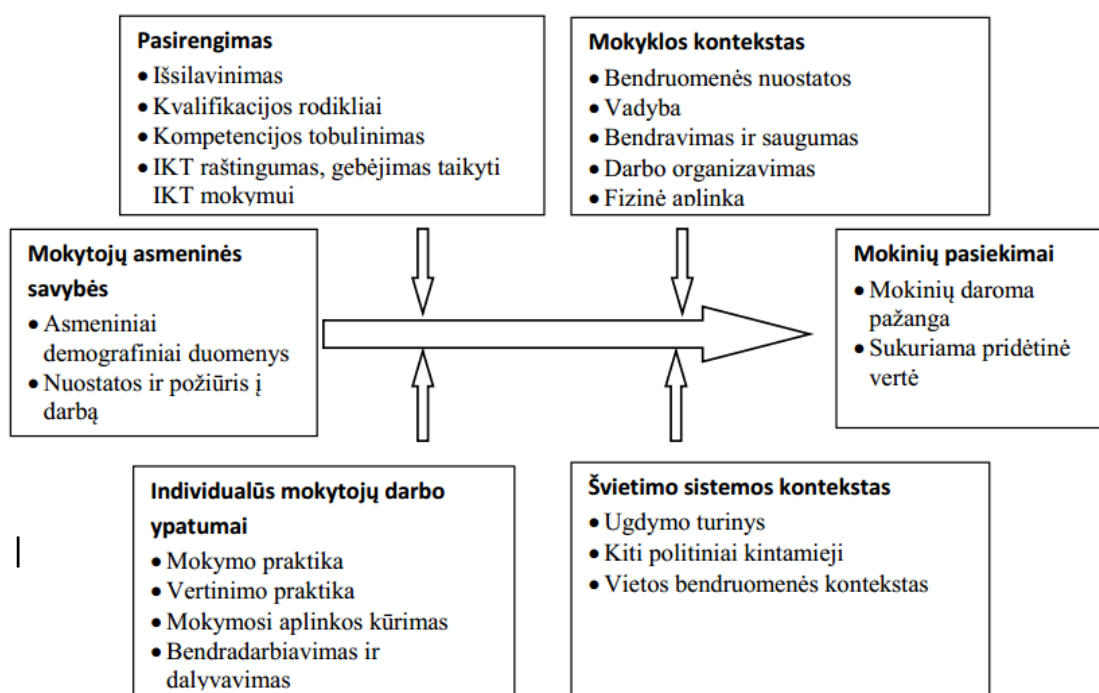 Pasirengimas
• Išsilavinimas
• Kvalifikacijos rodikliai
• Kompetencijos tobulinimas
• IKT raštingumas, gebėjimas taikyti
IKT mokymui
Mokyklos kontekstas
• Bendruomenės nuostatos
• Vadyba
• Bendravimas ir saugumas
• Darbo organizavimas
• Fizinė aplinka
Mokytojų asmeninės
savybės
• Asmeniniai
demografiniai duomenys
• Nuostatos ir požiūris į
darbą
Mokinių pasiekimai
• Mokinių daroma
pažanga
• Sukuriama pridėtinė
vertė
Individualūs mokytojų darbo
ypatumai
• Mokymo praktika
• Vertinimo praktika
• Mokymosi aplinkos kūrimas
• Bendradarbiavimas ir
dalyvavimas
Švietimo sistemos kontekstas
• Ugdymo turinys
• Kiti politiniai kintamieji
• Vietos bendruomenės kontekstas